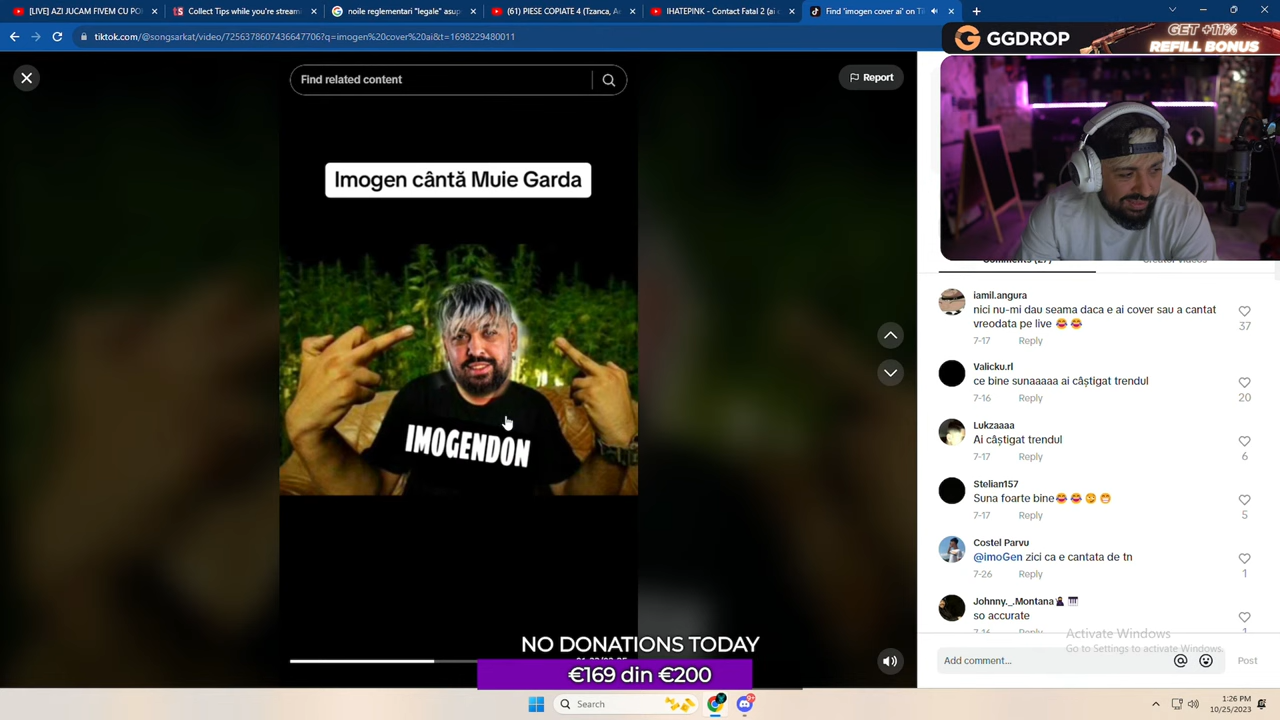 [LIVE] AZI JUCAM FIVEM CU PO
Collect Tips while you're stream
noile reglementari "legale" asup
(61) PIESE COPIATE 4 (Tzanca, A
IHATEPINK - Contact Fatal 2 (ai c
Find 'imogen cover ai' on Ti
tiktok.com/@songsarkat/video/7256378607436647706?q=imogen%20cover%20ai&t=1698229480011
GGDROP
GET +11%
REFILL BONUS
Find related content
Report
Imogen cântă Muie Garda
IMOGENDON
Comments (27)
Creator videos
iamil.angura
nici nu-mi dau seama daca e ai cover sau a cantat
vreodata pe live 😂 😂
37
7-17 Reply
Valicku.rl
ce bine sunaaaaa ai câștigat trendul
20
7-16 Reply
Lukzaaaa
Ai câștigat trendul
6
7-17 Reply
Stelian157
Suna foarte bine😂😂
5
7-17 Reply
Costel Parvu
@imoGen zici ca e cantata de tn
1
7-26 Reply
Johnny._.Montana
so accurate
7-16 Reply
1
Activate Windows
Go to Settings to activate Windows.
Add comment...
Post
NO DONATIONS TODAY
€169 din €200
Search
9+
1:26 PM
10/25/2023